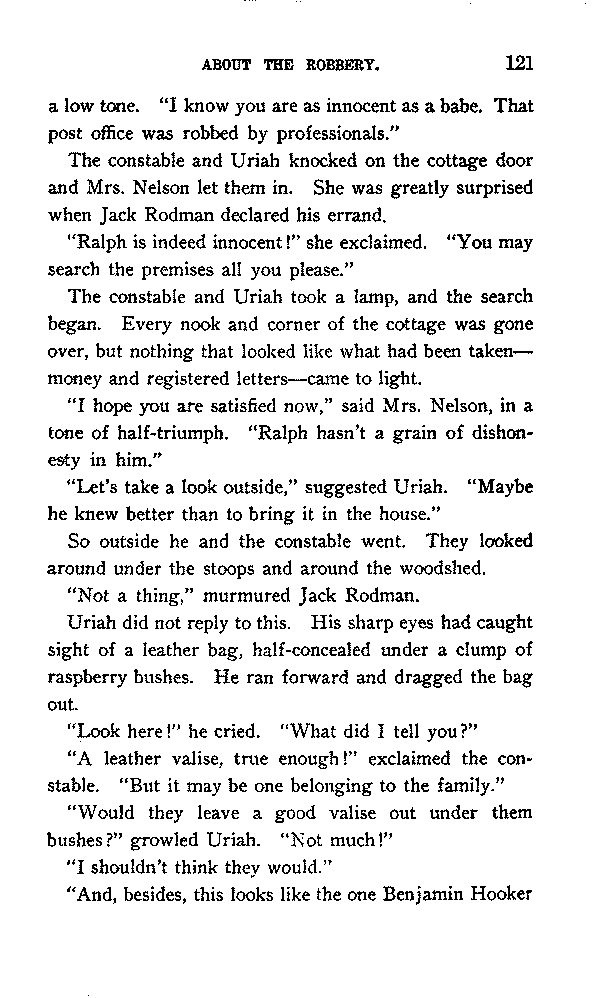 ABOUT THE ROBBERY. 121
a low tone. "I know you are as innocent as a babe. That
post office was robbed by professionals."
The constable and Uriah knocked on the cottage door
and Mrs. Nelson let them in. She was greatly surprised
when Jack Rodman declared his errand.
"Ralph is indeed innocent!" she exclaimed. "You may
search the premises all you please."
The constable and Uriah took a lamp, and the search
began. Every nook and corner of the cottage was gone
over, but nothing that looked like what had been taken—
money and registered letters—came to light.
"I hope you are satisfied now," said Mrs. Nelson, in a
tone of half-triumph. "Ralph hasn't a grain of dishon-
esty in him."
"Let's take a look outside," suggested Uriah. "Maybe
he knew better than to bring it in the house."
So outside he and the constable went. They looked
around under the stoops and around the woodshed.
"Not a thing," murmured Jack Rodman.
Uriah did not reply to this. His sharp eyes had caught
sight of a leather bag, half-concealed under a clump of
raspberry bushes. He ran forward and dragged the bag
out.
"Look here!" he cried. "What did I tell you?"
"A leather valise, true enough!" exclaimed the con-
stable. "But it may be one belonging to the family."
"Would they leave a good valise out under them
bushes?" growled Uriah. "Not much!"
"I shouldn't think they would."
"And, besides, this looks like the one Benjamin Hooker